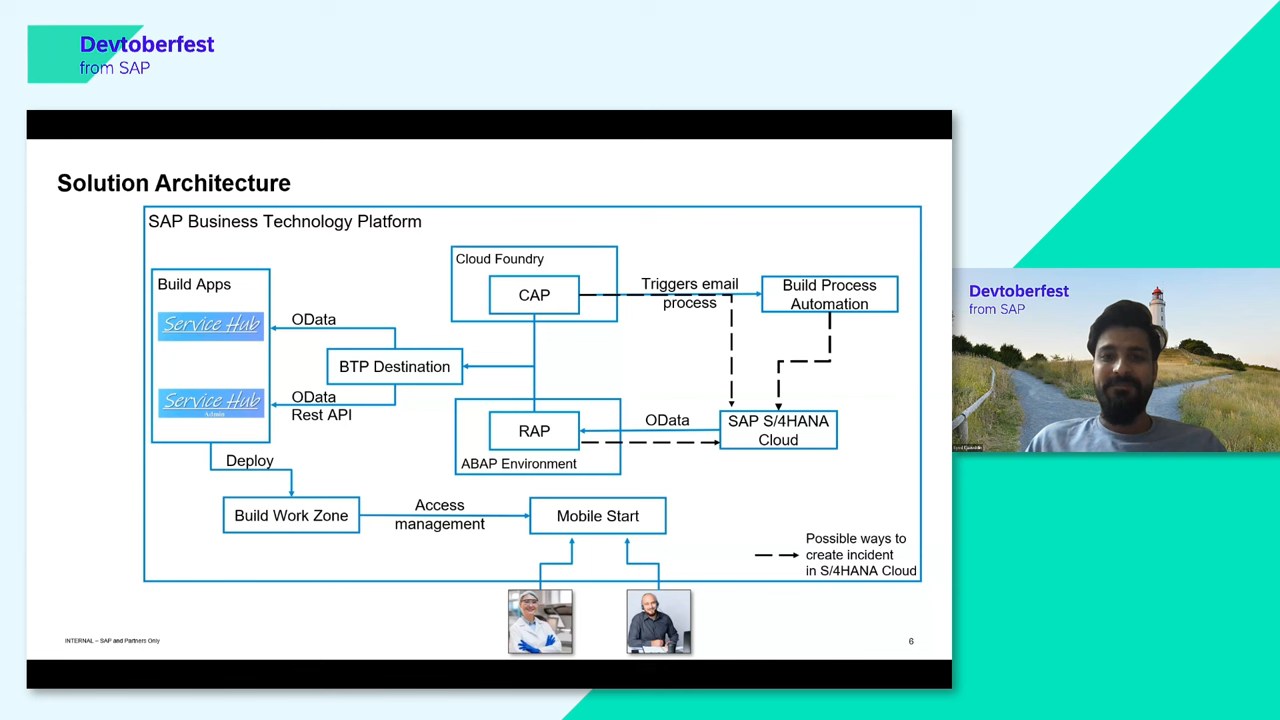 Devtoberfest
from SAP
Solution Architecture
SAP Business Technology Platform
Build Apps
Service Hub
Service Hub
Admin
OData
OData
Rest API
BTP Destination
Cloud Foundry
CAP
Triggers email
process
Build Process
Automation
RAP
ABAP Environment
OData
SAP S/4HANA
Cloud
Deploy
Build Work Zone
Access
management
Mobile Start
Possible ways to
create incident
in S/4HANA Cloud
INTERNAL – SAP and Partners Only
6
Devtoberfest
from SAP